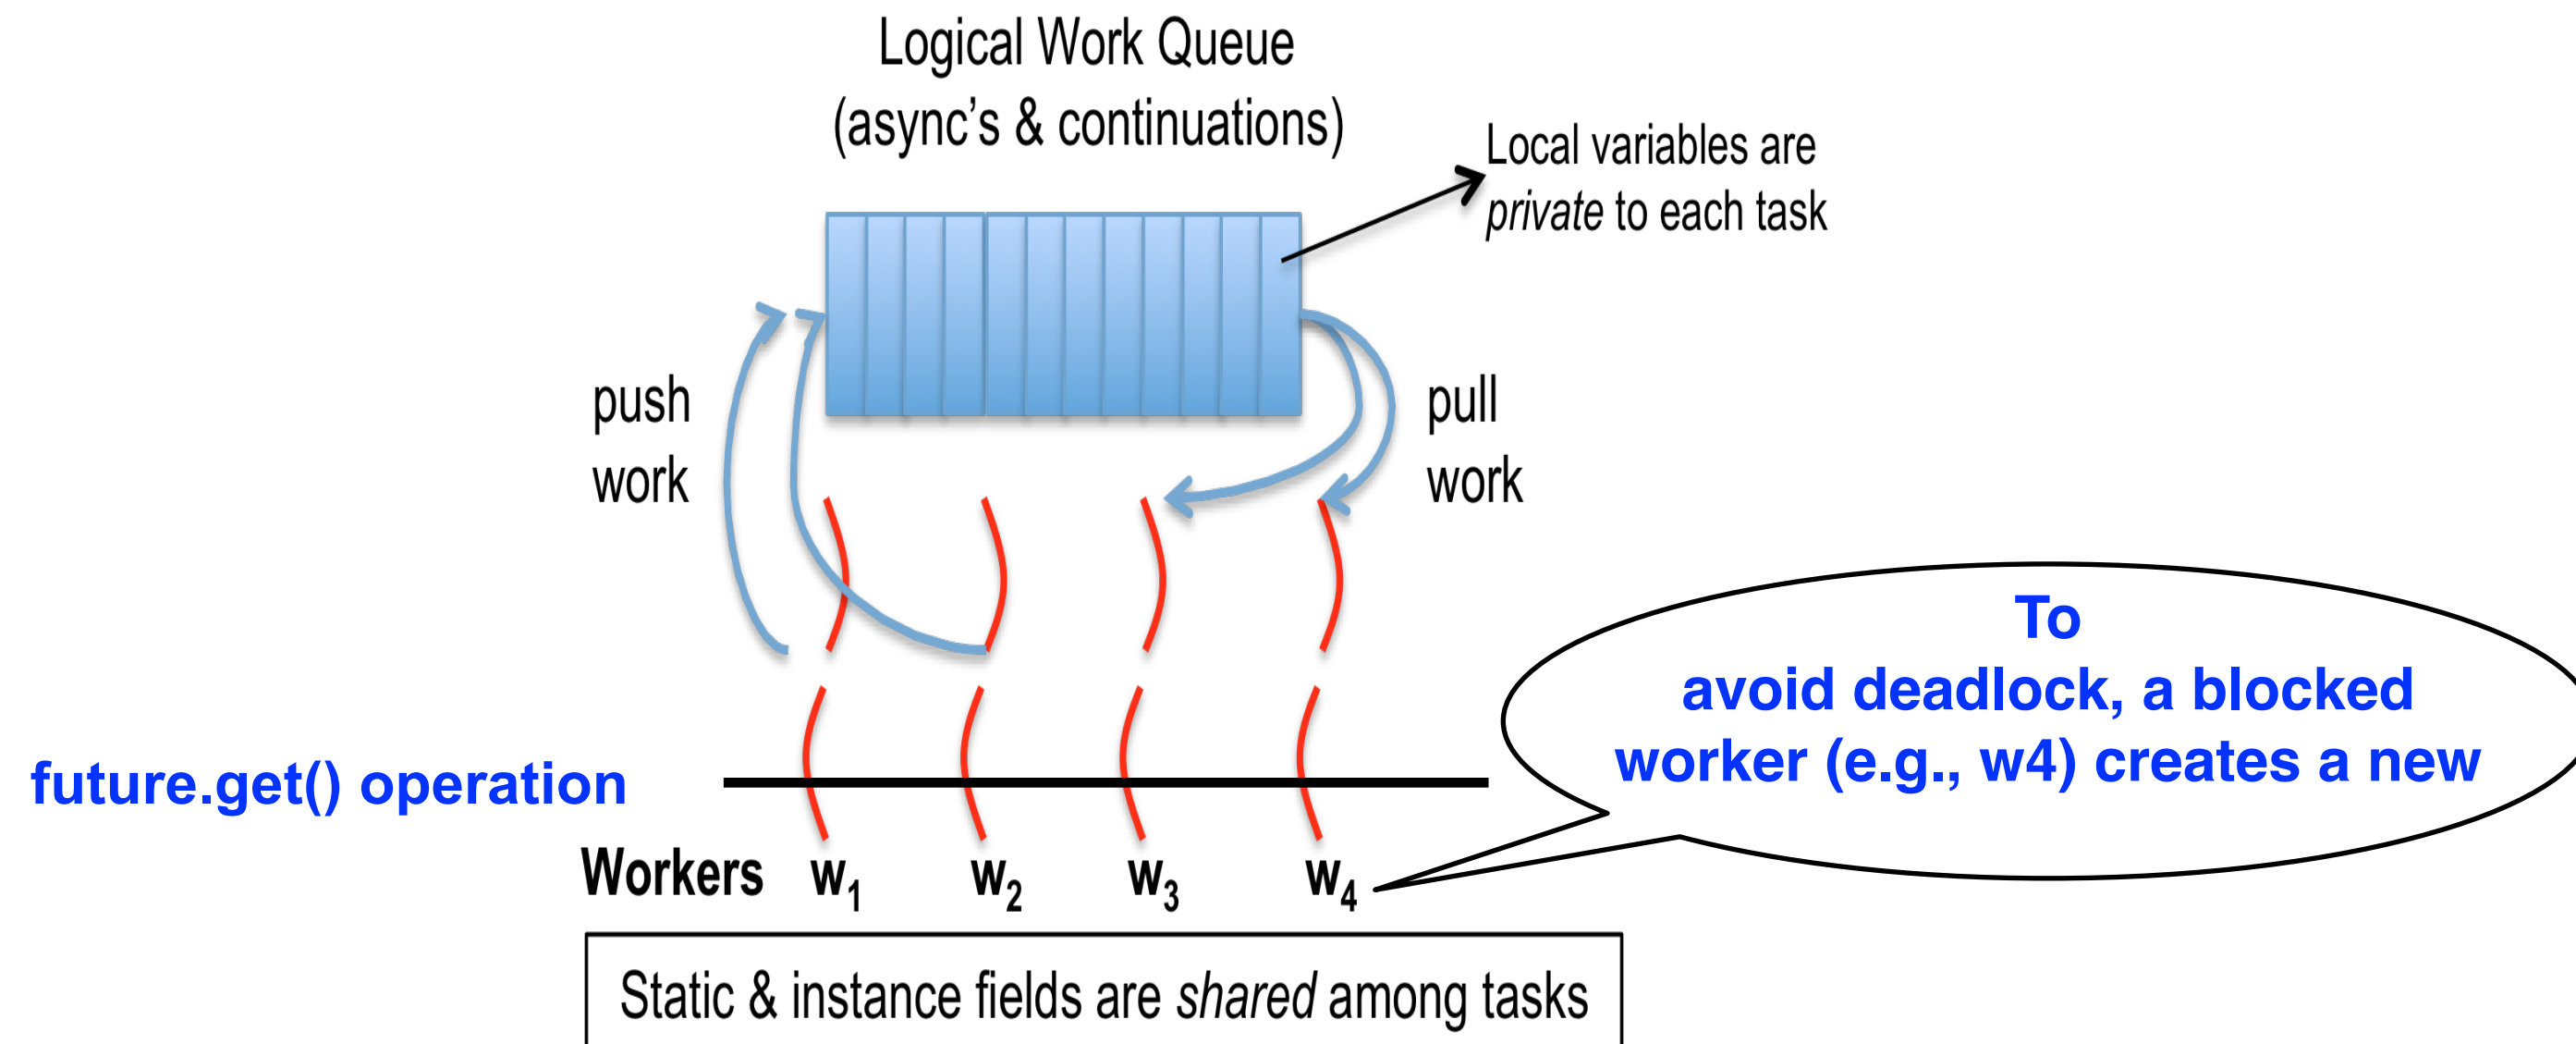 Logical Work Queue
(async’s & continuations)
Local variables are
private to each task
push
work
pull
work
To
avoid deadlock, a blocked
worker (e.g., w4) creates a new
future.get() operation
Workers w1 w2 w3 w4
Static & instance fields are shared among tasks